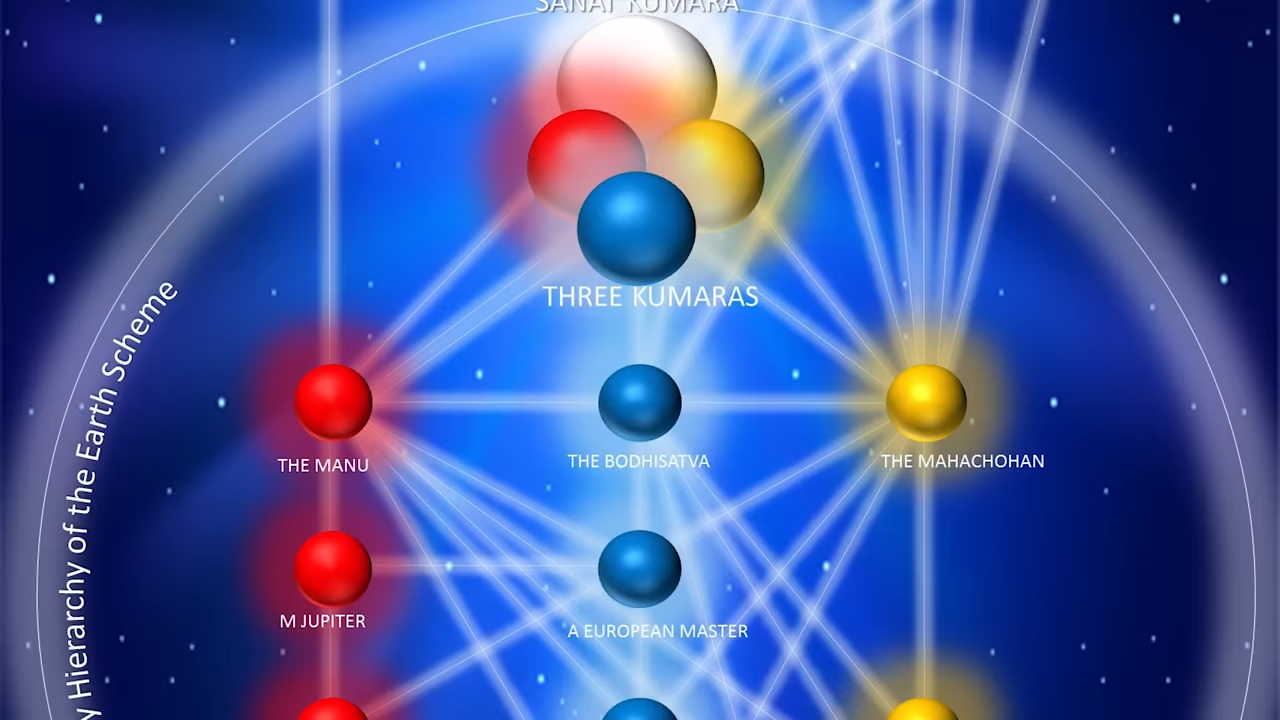 SANAT KUMARA
THREE KUMARAS
Hierarchy of the Earth Scheme
THE MANU
THE BODHISATVA
THE MAHACHOHAN
M JUPITER
A EUROPEAN MASTER